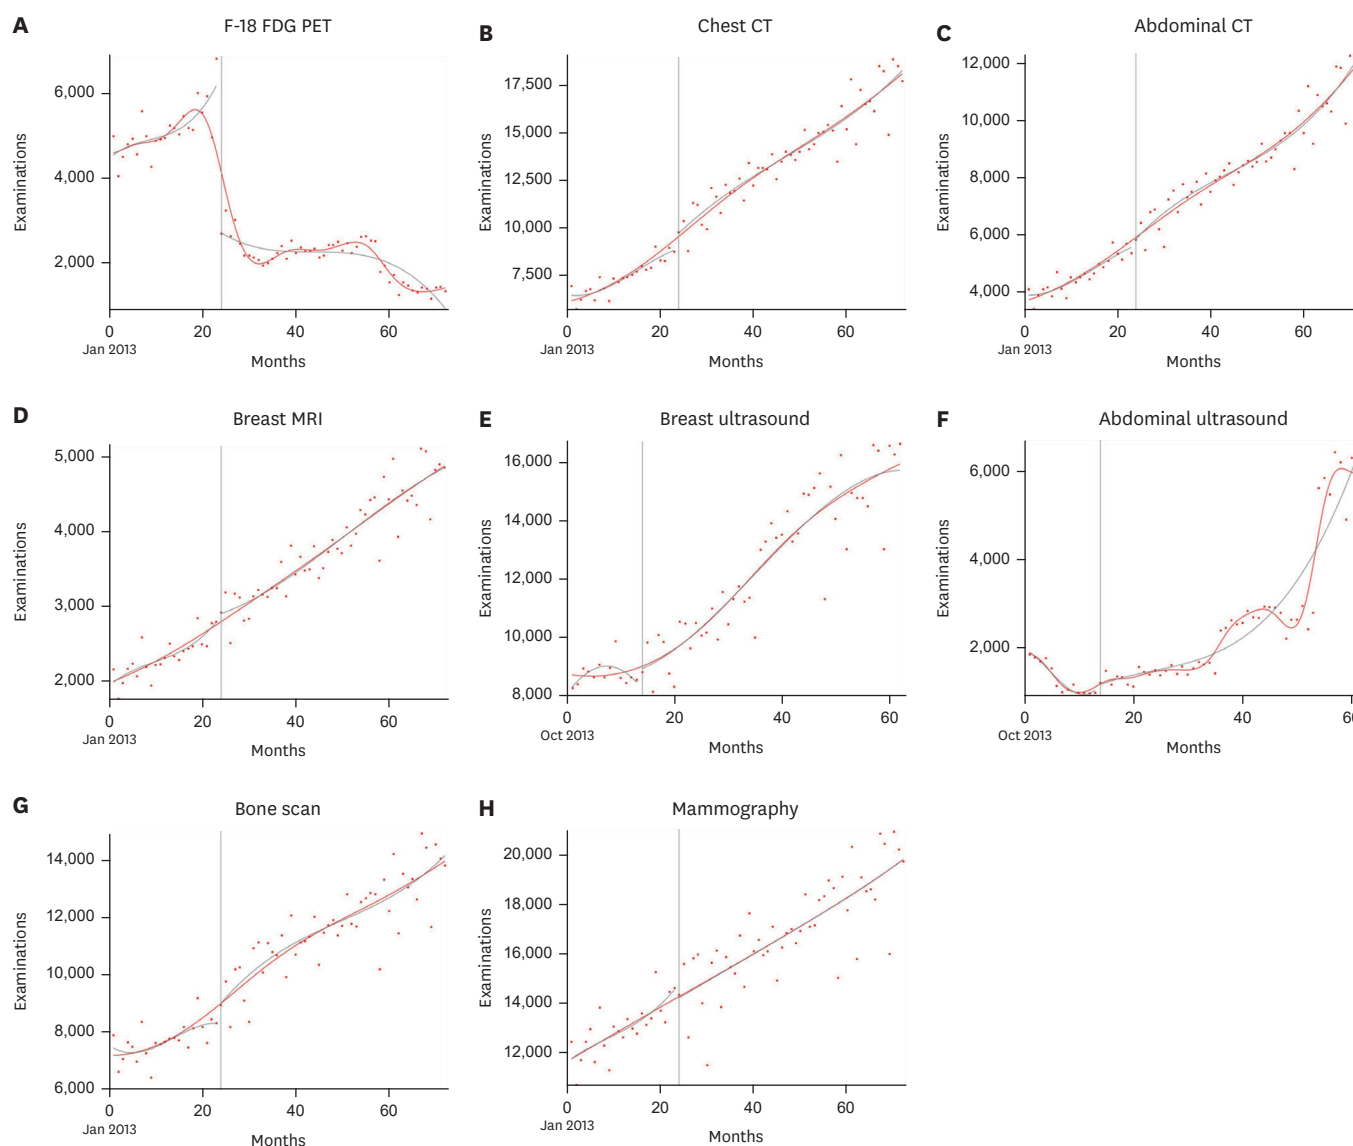 A
F-18 FDG PET
Examinations
6,000
4,000
2,000
0
20
40
60
Jan 2013
Months
B
Chest CT
Examinations
17,500
15,000
12,500
10,000
7,500
0
20
40
60
Jan 2013
Months
C
Abdominal CT
Examinations
12,000
10,000
8,000
6,000
4,000
0
20
40
60
Jan 2013
Months
D
Breast MRI
Examinations
5,000
4,000
3,000
2,000
0
20
40
60
Jan 2013
Months
E
Breast ultrasound
Examinations
16,000
14,000
12,000
10,000
8,000
0
20
40
60
Oct 2013
Months
F
Abdominal ultrasound
Examinations
6,000
4,000
2,000
0
20
40
60
Oct 2013
Months
G
Bone scan
Examinations
14,000
12,000
10,000
8,000
6,000
0
20
40
60
Jan 2013
Months
H
Mammography
Examinations
20,000
18,000
16,000
14,000
12,000
0
20
40
60
Jan 2013
Months